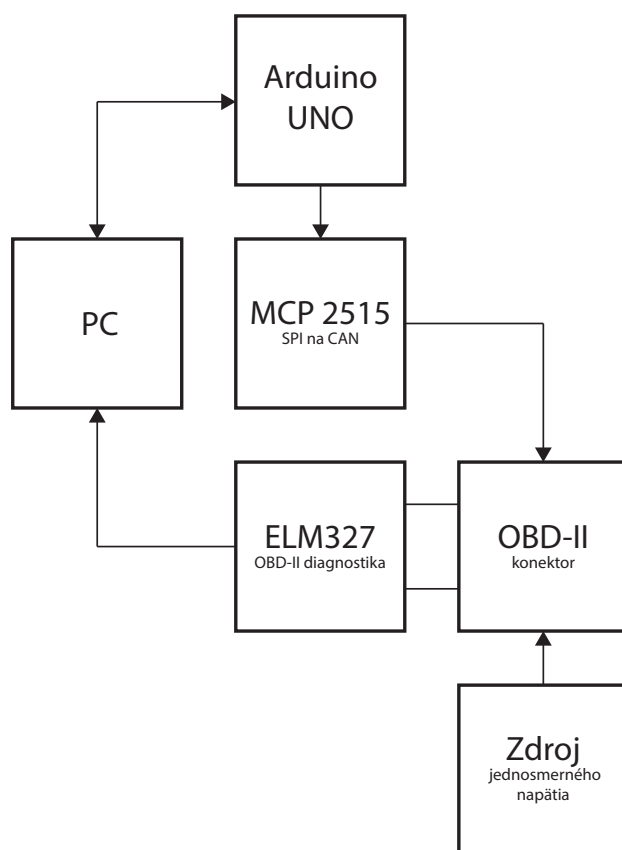 Arduino
UNO
PC
MCP 2515
SPI na CAN
ELM327
OBD-II diagnostika
OBD-II
konektor
Zdroj
jednosmerného
napätia